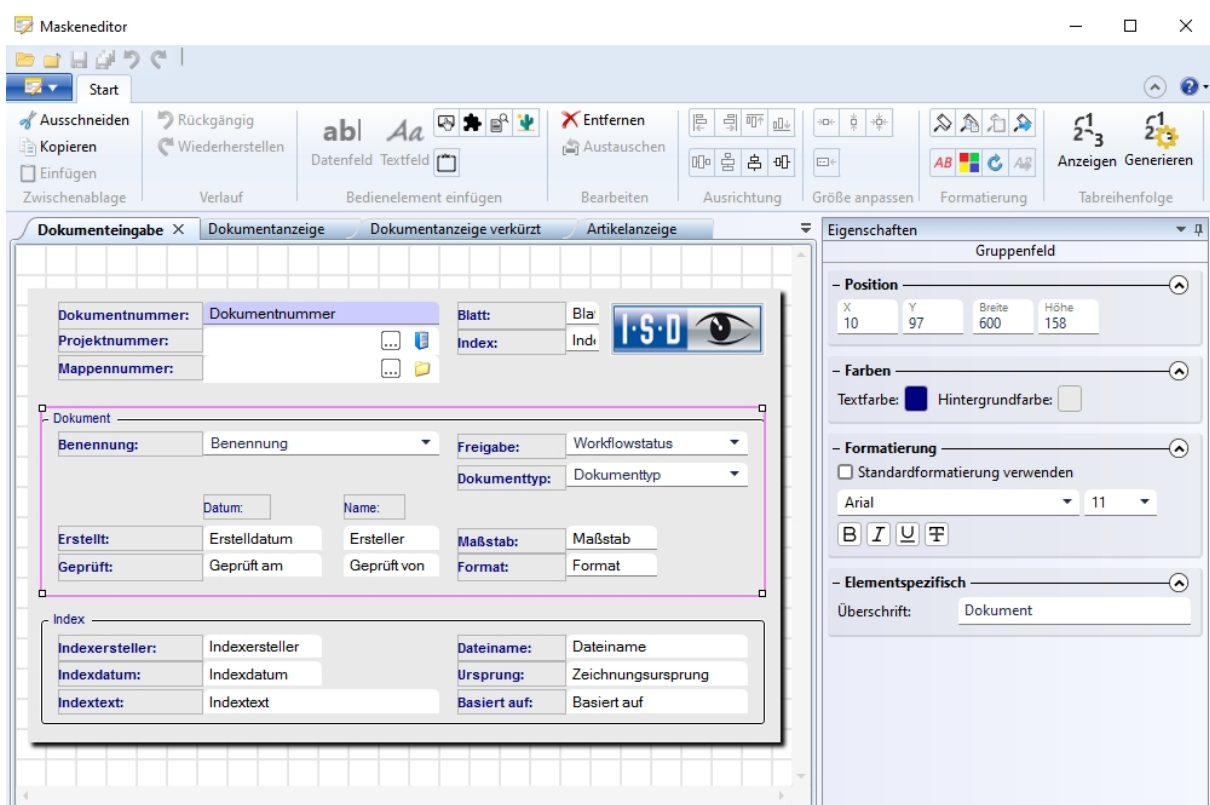 Maskeneditor
Start
Ausschneiden
Kopieren
Einfügen
Zwischenablage
Rückgängig
Wiederherstellen
Verlauf
abl Aa
Datenfeld Textfeld
Bedienelement einfügen
Entfernen
Austauschen
Bearbeiten
Ausrichtung
Größe anpassen
AB AB
Formatierung
Anzeigen Generieren
Tabreihenfolge
Dokumenteingabe Dokumentanzeige Dokumentanzeige verkürzt Artikelanzeige
Dokumentnummer: Dokumentnummer Blatt: Bla
Projektnummer: ... Index: Ind
Mappennummer: ...
I·S·D
Dokument
Benennung: Benennung Freigabe: Workflowstatus
Dokumenttyp: Dokumenttyp
Datum: Name:
Erstellt: Erstelldatum Ersteller Maßstab: Maßstab
Geprüft: Geprüft am Geprüft von Format: Format
Index
Indexersteller: Indexersteller Dateiname: Dateiname
Indexdatum: Indexdatum Ursprung: Zeichnungsursprung
Indextext: Indextext Basiert auf: Basiert auf
Eigenschaften
Gruppenfeld
Position
X Y Breite Höhe
10 97 600 158
Farben
Textfarbe: Hintergrundfarbe:
Formatierung
Standardformatierung verwenden
Arial 11
B I U T
Elementspezifisch
Überschrift: Dokument